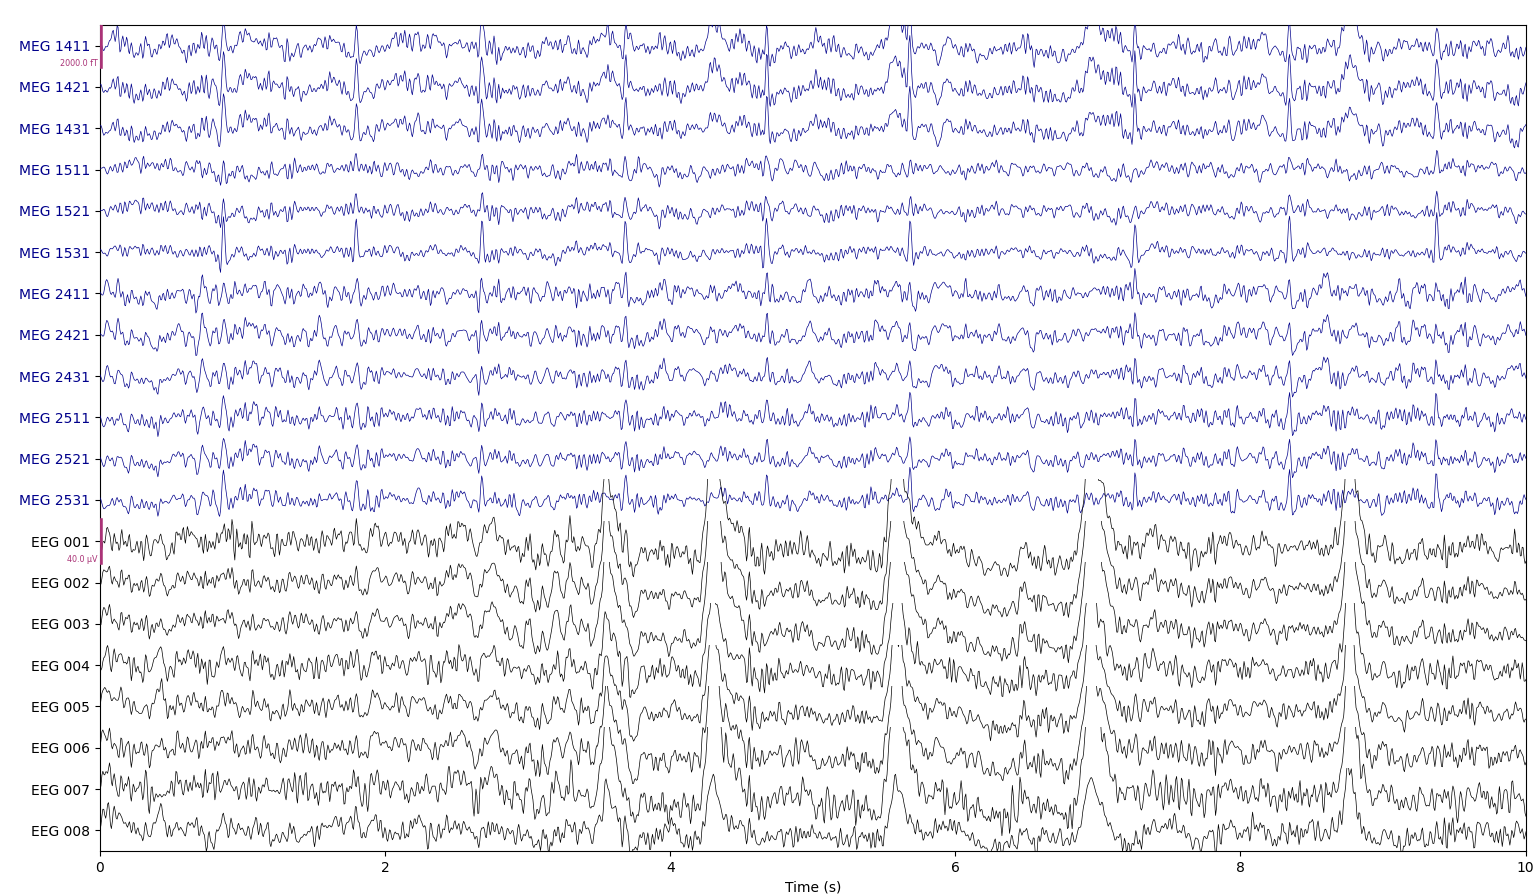 MEG 1411
2000.0 fT
MEG 1421
MEG 1431
MEG 1511
MEG 1521
MEG 1531
MEG 2411
MEG 2421
MEG 2431
MEG 2511
MEG 2521
MEG 2531
EEG 001
40.0 µV
EEG 002
EEG 003
EEG 004
EEG 005
EEG 006
EEG 007
EEG 008
0 2 4 6 8 10
Time (s)